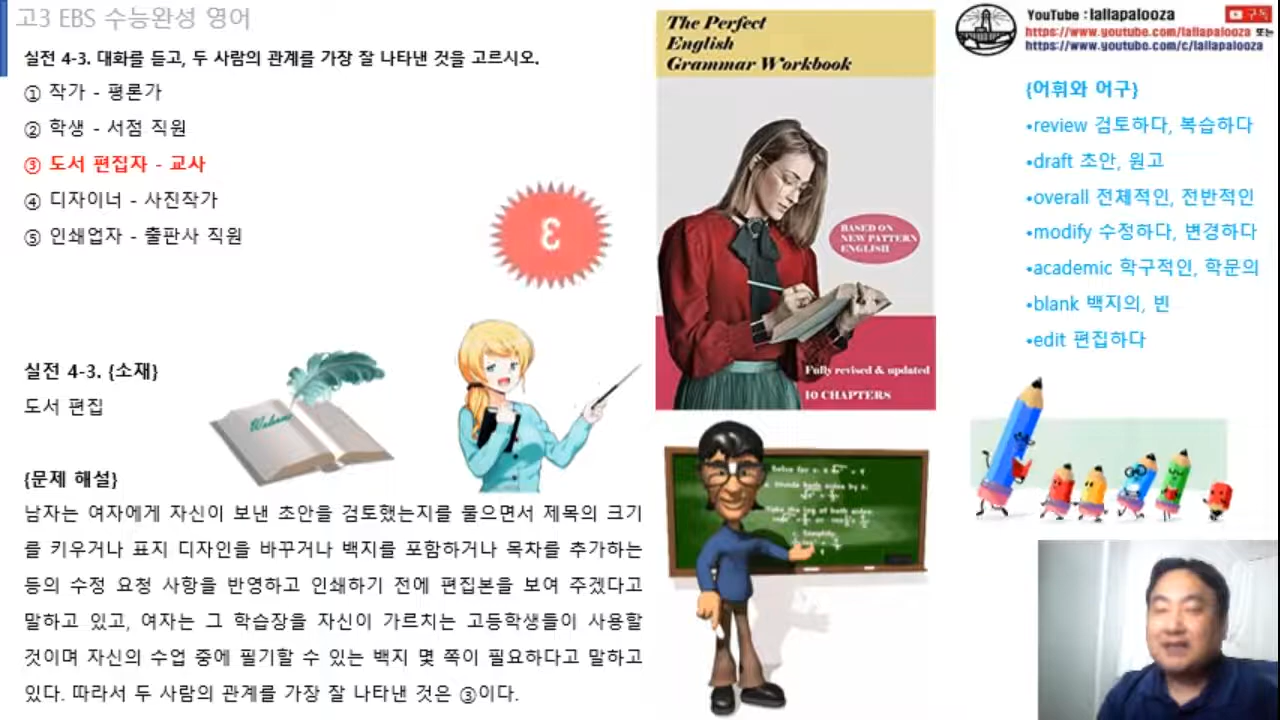 고3 EBS 수능완성 영어
실전 4-3. 대화를 듣고, 두 사람의 관계를 가장 잘 나타낸 것을 고르시오.
① 작가 - 평론가
② 학생 - 서점 직원
③ 도서 편집자 - 교사
④ 디자이너 - 사진작가
⑤ 인쇄업자 - 출판사 직원
3
실전 4-3. {소재}
도서 편집
Welcome
{문제 해설}
남자는 여자에게 자신이 보낸 초안을 검토했는지를 물으면서 제목의 크기
를 키우거나 표지 디자인을 바꾸거나 백지를 포함하거나 목차를 추가하는
등의 수정 요청 사항을 반영하고 인쇄하기 전에 편집본을 보여 주겠다고
말하고 있고, 여자는 그 학습장을 자신이 가르치는 고등학생들이 사용할
것이며 자신의 수업 중에 필기할 수 있는 백지 몇 쪽이 필요하다고 말하고
있다. 따라서 두 사람의 관계를 가장 잘 나타낸 것은 ③이다.
The Perfect
English
Grammar Workbook
BASED ON
NEW PATTERN
ENGLISH
Fully revised & updated
10 CHAPTERS
YouTube : lallapalooza
구독
https://www.youtube.com/lallapalooza 또는
https://www.youtube.com/c/lallapalooza
{어휘와 어구}
•review 검토하다, 복습하다
•draft 초안, 원고
•overall 전체적인, 전반적인
•modify 수정하다, 변경하다
•academic 학구적인, 학문의
•blank 백지의, 빈
•edit 편집하다